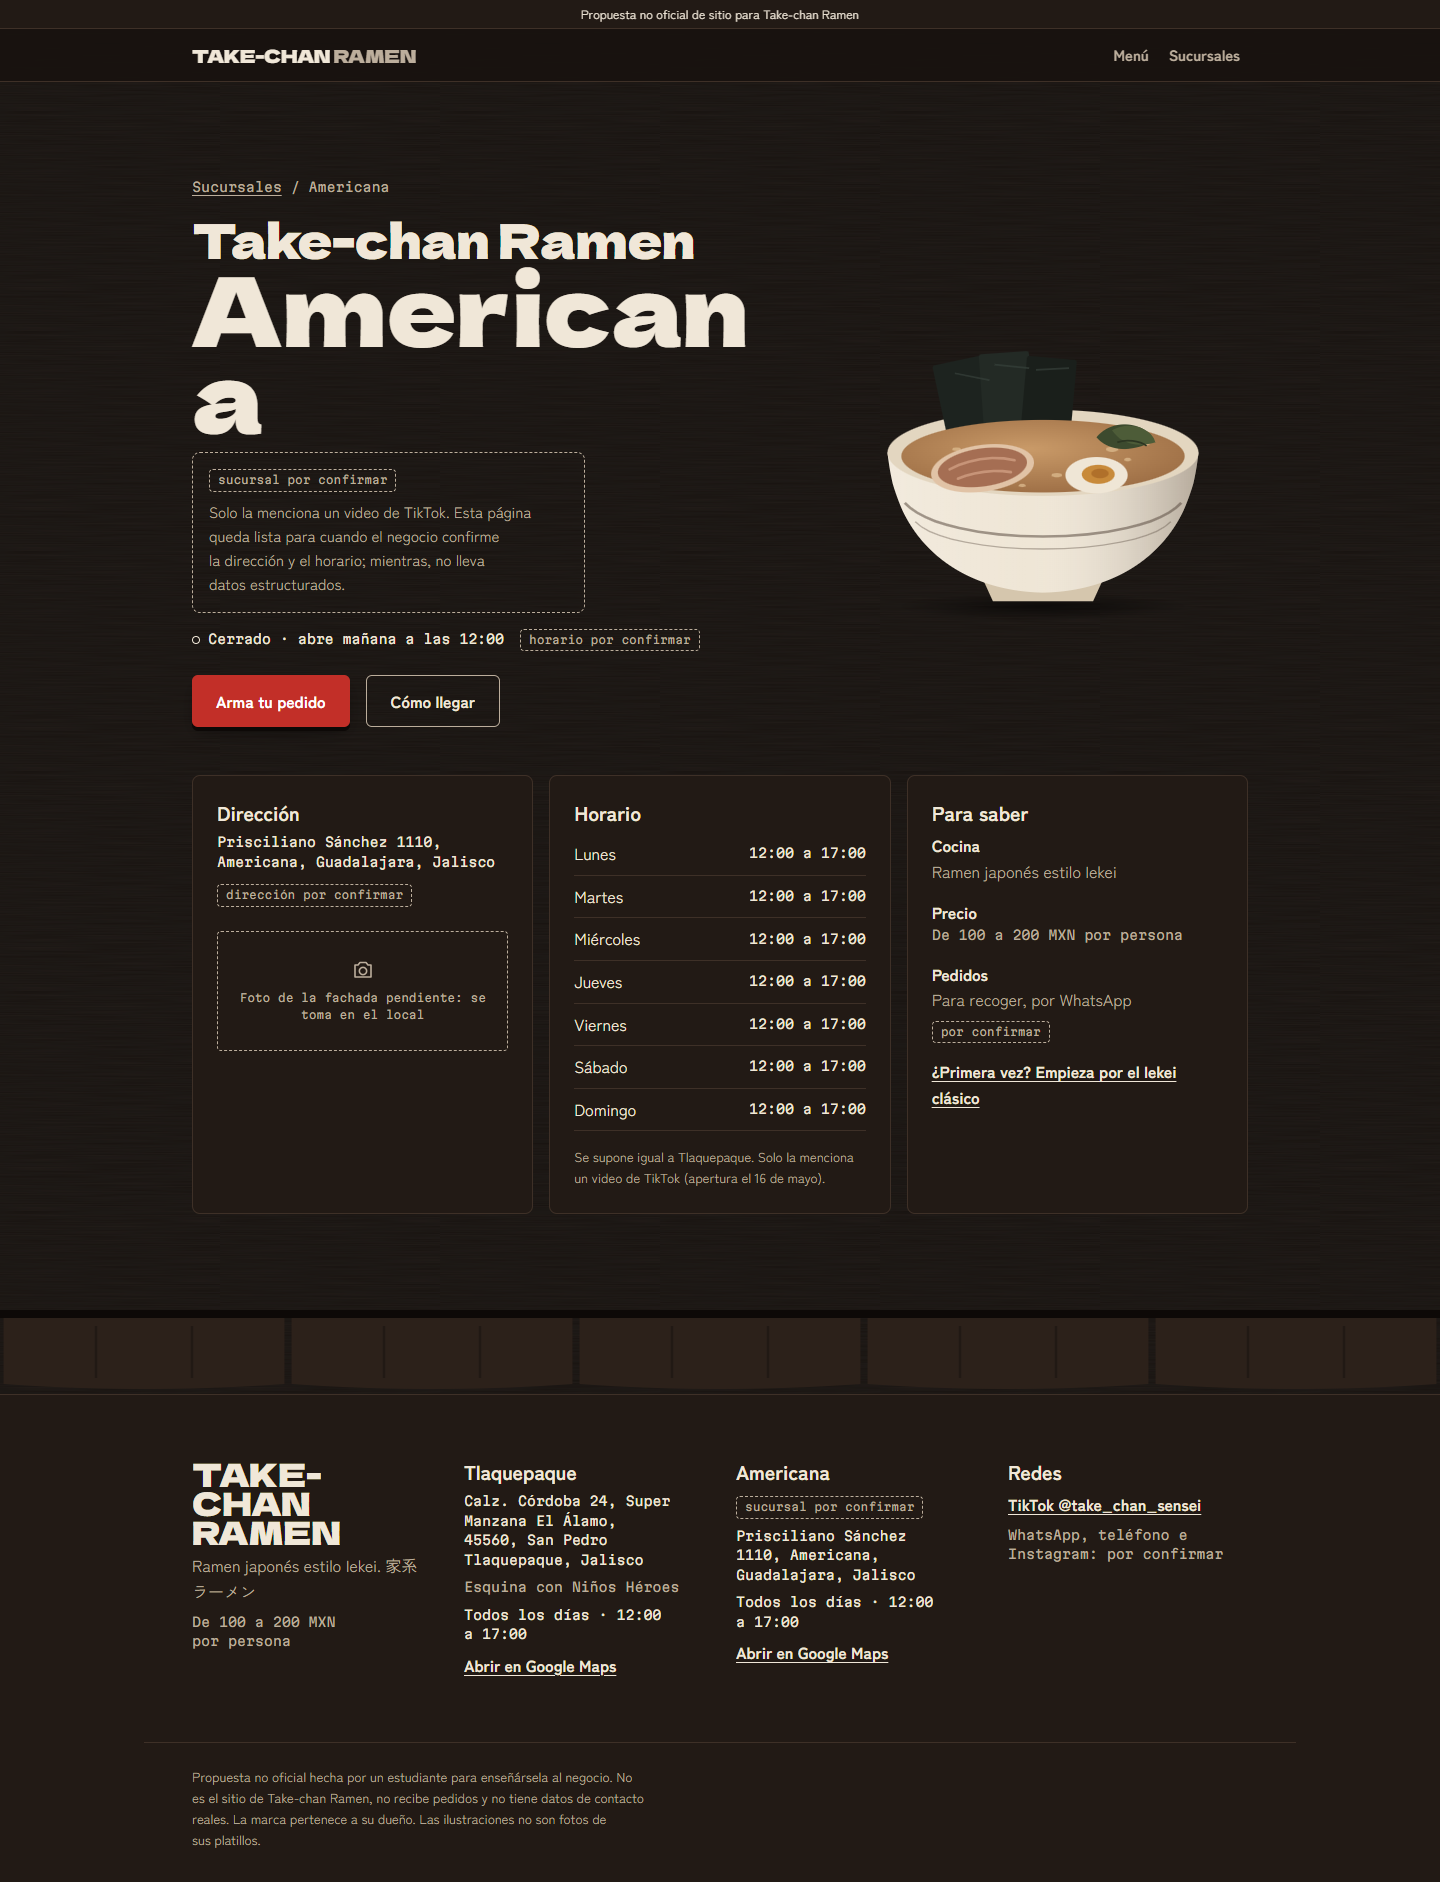 Propuesta no oficial de sitio para Take-chan Ramen
TAKE-CHAN RAMEN
Menú Sucursales
Sucursales / Americana
Take-chan Ramen
American
a
sucursal por confirmar
Solo la menciona un video de TikTok. Esta página
queda lista para cuando el negocio confirme
la dirección y el horario; mientras, no lleva
datos estructurados.
Cerrado · abre mañana a las 12:00 horario por confirmar
Arma tu pedido Cómo llegar
Dirección
Prisciliano Sánchez 1110,
Americana, Guadalajara, Jalisco
dirección por confirmar
Foto de la fachada pendiente: se
toma en el local
Horario
Lunes 12:00 a 17:00
Martes 12:00 a 17:00
Miércoles 12:00 a 17:00
Jueves 12:00 a 17:00
Viernes 12:00 a 17:00
Sábado 12:00 a 17:00
Domingo 12:00 a 17:00
Se supone igual a Tlaquepaque. Solo la menciona
un video de TikTok (apertura el 16 de mayo).
Para saber
Cocina
Ramen japonés estilo Iekei
Precio
De 100 a 200 MXN por persona
Pedidos
Para recoger, por WhatsApp
por confirmar
¿Primera vez? Empieza por el Iekei
clásico
TAKE-
CHAN
RAMEN
Ramen japonés estilo Iekei. 家系
ラーメン
De 100 a 200 MXN
por persona
Tlaquepaque
Calz. Córdoba 24, Super
Manzana El Álamo,
45560, San Pedro
Tlaquepaque, Jalisco
Esquina con Niños Héroes
Todos los días · 12:00
a 17:00
Abrir en Google Maps
Americana
sucursal por confirmar
Prisciliano Sánchez
1110, Americana,
Guadalajara, Jalisco
Todos los días · 12:00
a 17:00
Abrir en Google Maps
Redes
TikTok @take_chan_sensei
WhatsApp, teléfono e
Instagram: por confirmar
Propuesta no oficial hecha por un estudiante para enseñársela al negocio. No
es el sitio de Take-chan Ramen, no recibe pedidos y no tiene datos de contacto
reales. La marca pertenece a su dueño. Las ilustraciones no son fotos de
sus platillos.